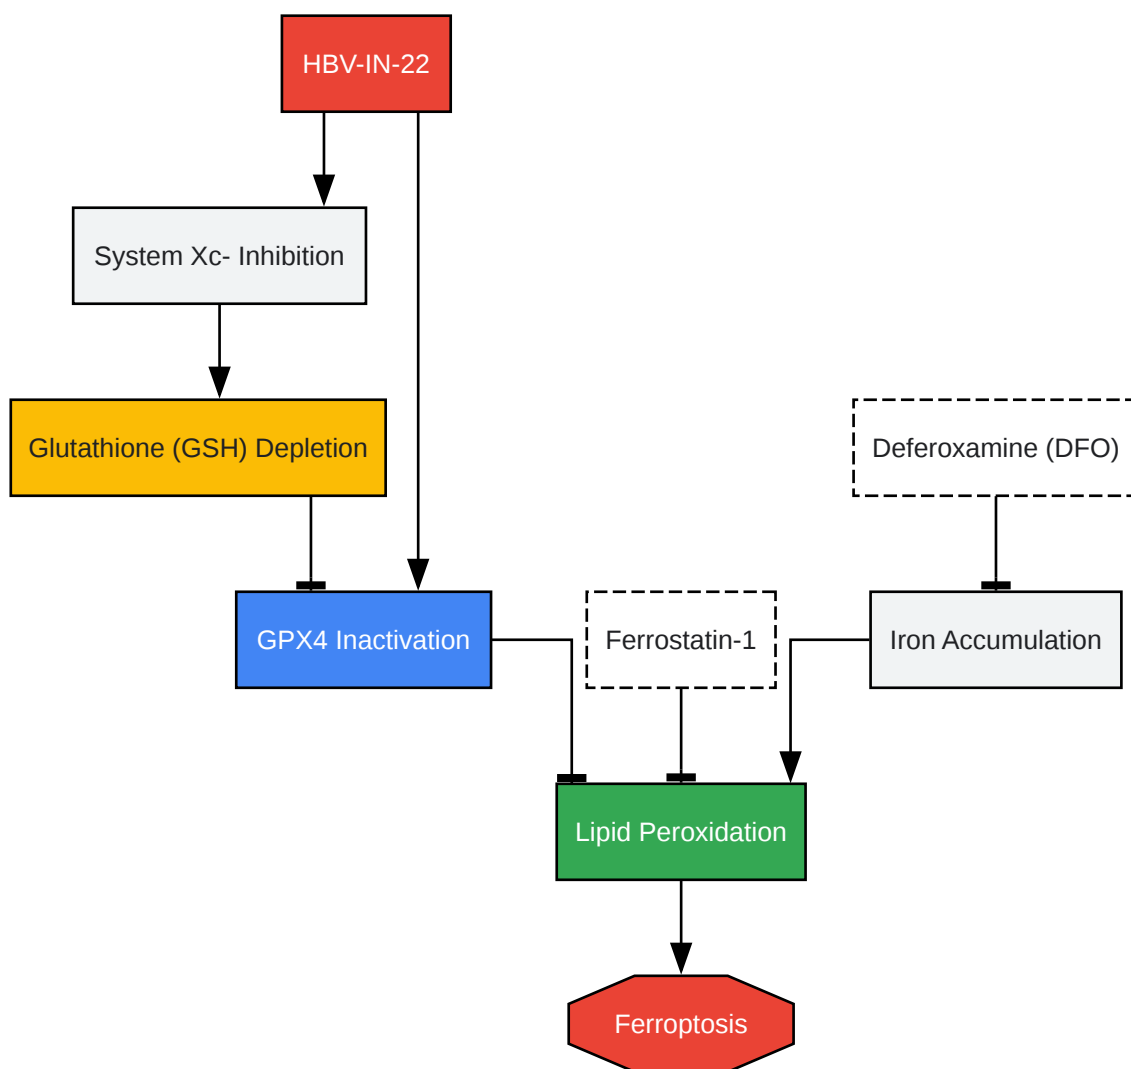 HBV-IN-22
System Xc- Inhibition
Glutathione (GSH) Depletion
Deferoxamine (DFO)
GPX4 Inactivation
Ferrostatin-1
Iron Accumulation
Lipid Peroxidation
Ferroptosis